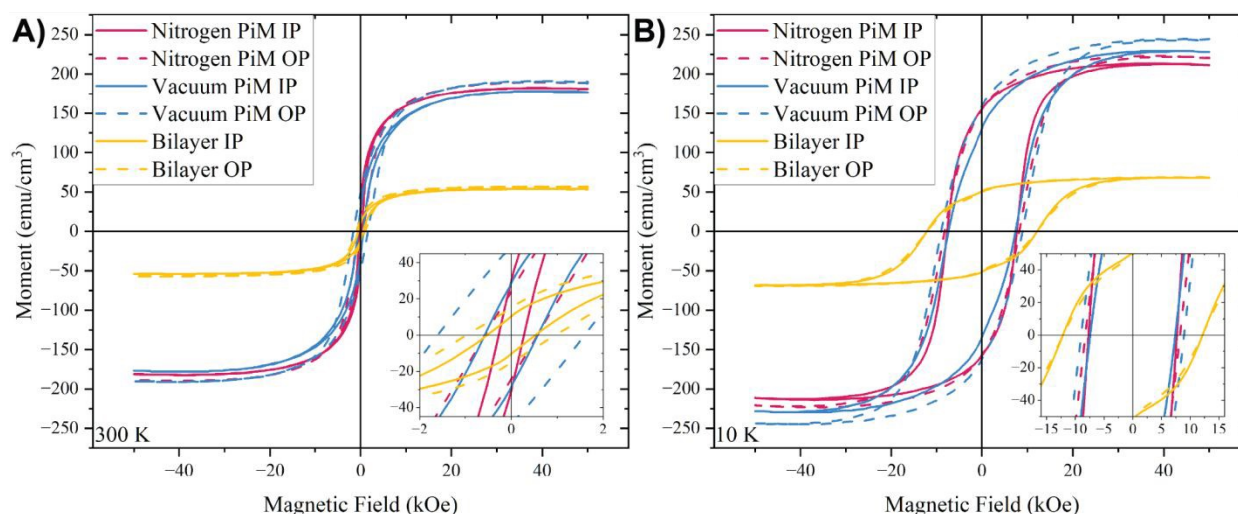 A)
Nitrogen PiM IP
Nitrogen PiM OP
Vacuum PiM IP
Vacuum PiM OP
Bilayer IP
Bilayer OP
250
200
150
100
50
0
−50
−100
−150
−200
−250
Moment (emu/cm³)
300 K
−40
−20
0
20
40
Magnetic Field (kOe)
40
20
0
−20
−40
−2
0
2
B)
Nitrogen PiM IP
Nitrogen PiM OP
Vacuum PiM IP
Vacuum PiM OP
Bilayer IP
Bilayer OP
250
200
150
100
50
0
−50
−100
−150
−200
−250
Moment (emu/cm³)
10 K
−40
−20
0
20
40
Magnetic Field (kOe)
40
20
0
−20
−40
−15
−10
−5
0
5
10
15